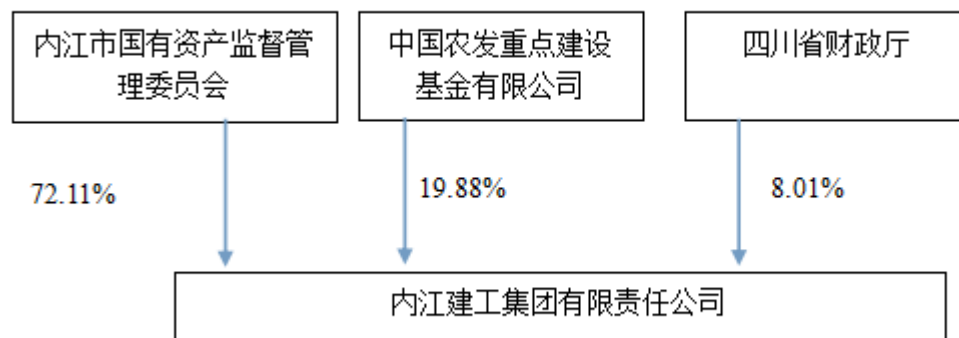 内江市国有资产监督管
理委员会
中国农发重点建设
基金有限公司
四川省财政厅
72.11%
19.88%
8.01%
内江建工集团有限责任公司